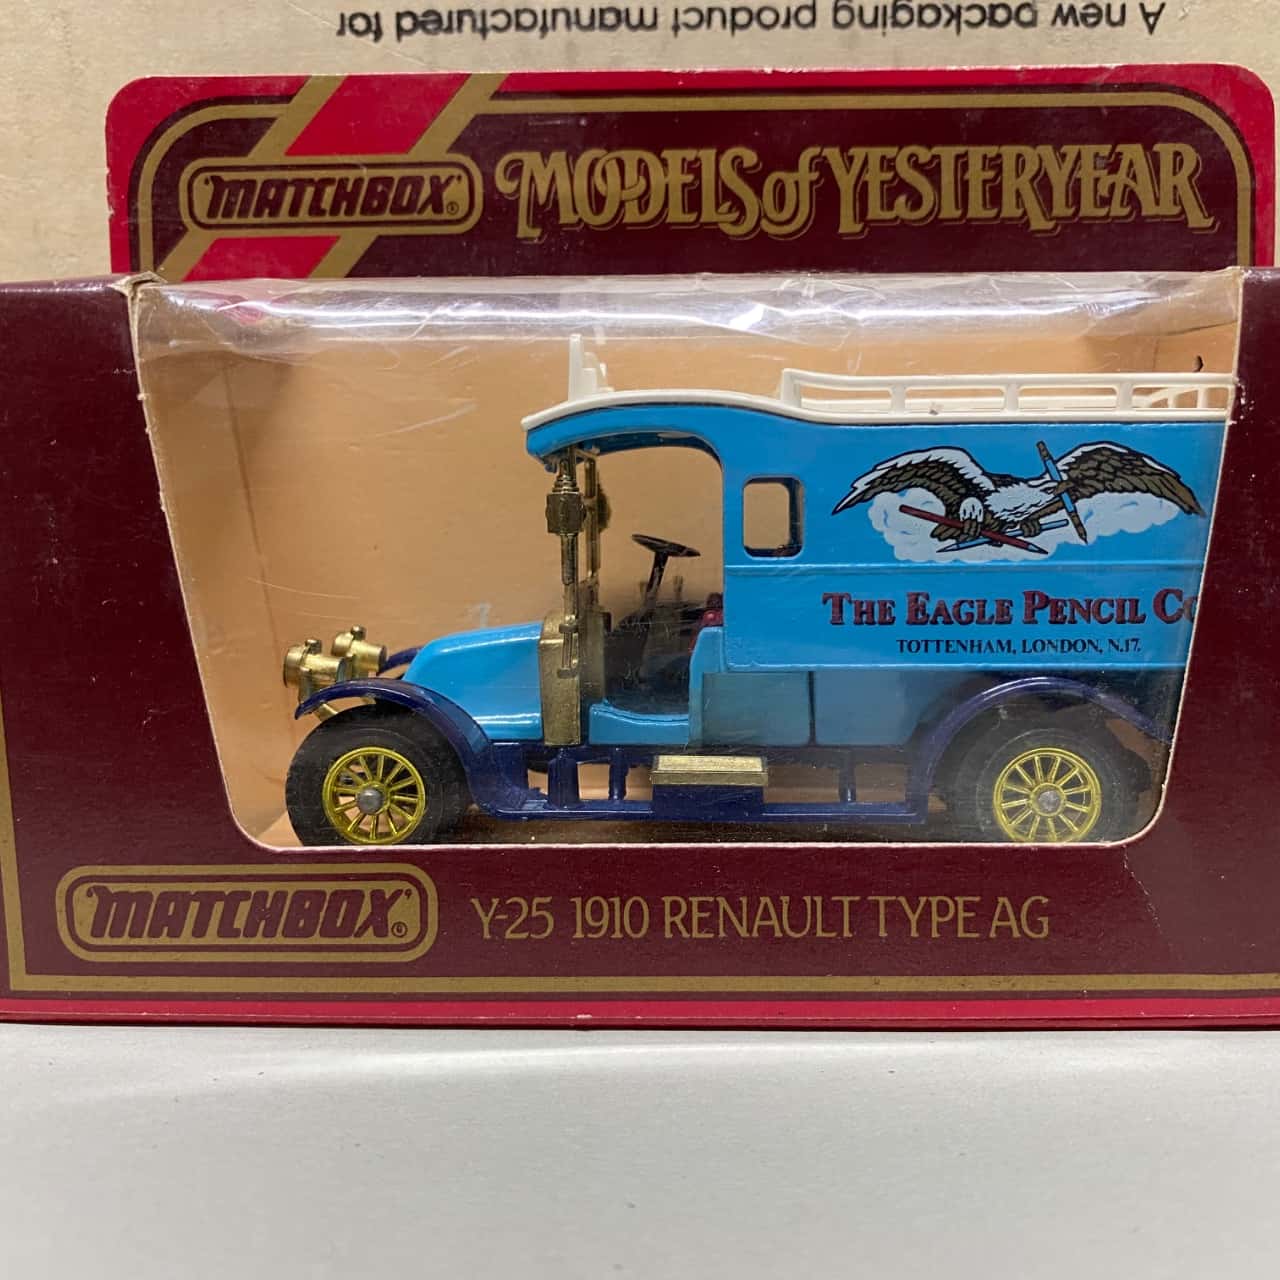 A new packaging product manufactured for
MATCHBOX® MODELS of YESTERYEAR
THE EAGLE PENCIL Co
TOTTENHAM, LONDON, N.17.
MATCHBOX® Y-25 1910 RENAULT TYPE AG